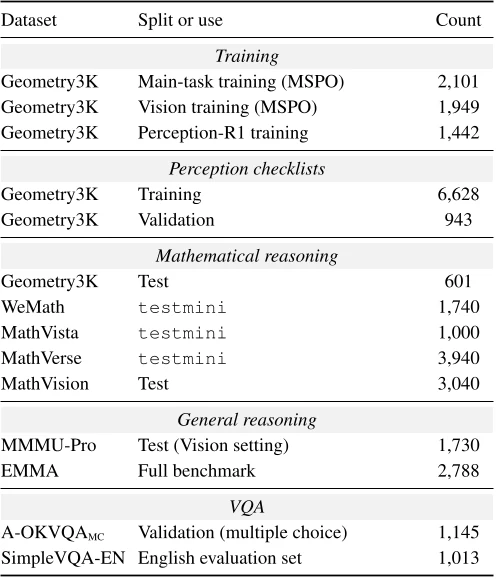 Dataset Split or use Count
Training
Geometry3K Main-task training (MSPO) 2,101
Geometry3K Vision training (MSPO) 1,949
Geometry3K Perception-R1 training 1,442
Perception checklists
Geometry3K Training 6,628
Geometry3K Validation 943
Mathematical reasoning
Geometry3K Test 601
WeMath testmini 1,740
MathVista testmini 1,000
MathVerse testmini 3,940
MathVision Test 3,040
General reasoning
MMMU-Pro Test (Vision setting) 1,730
EMMA Full benchmark 2,788
VQA
A-OKVQAMC Validation (multiple choice) 1,145
SimpleVQA-EN English evaluation set 1,013